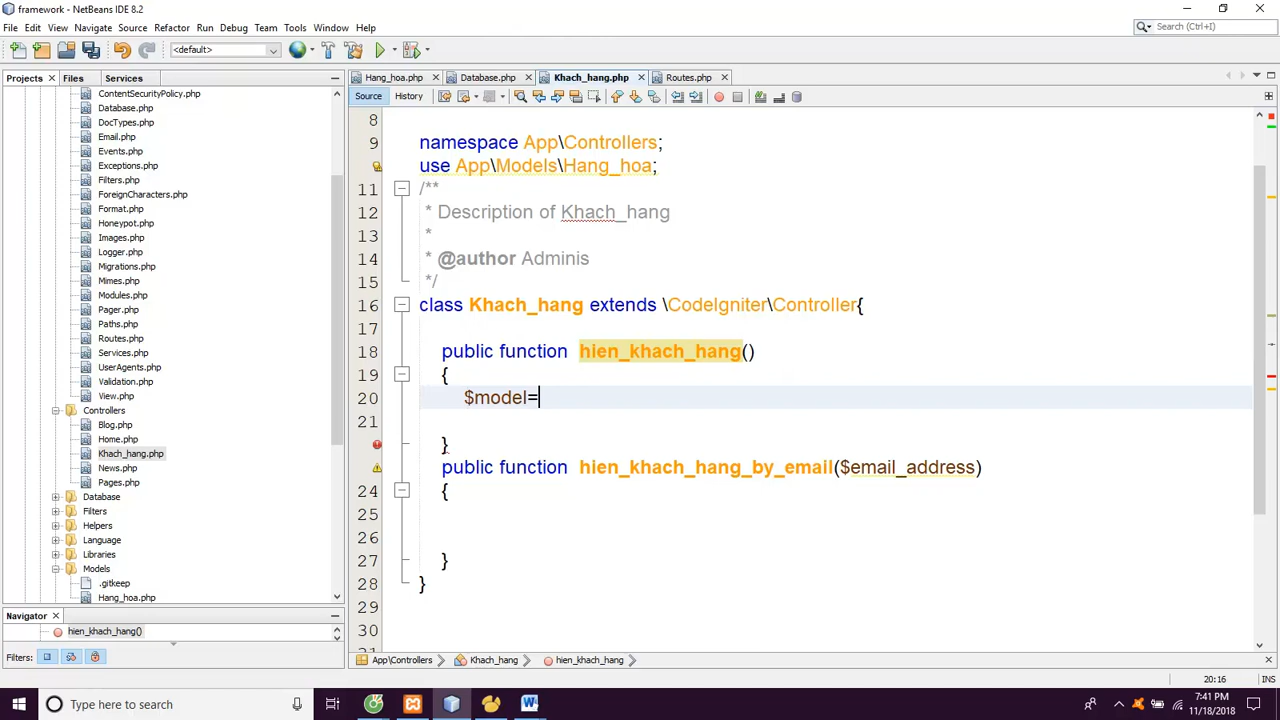 framework - NetBeans IDE 8.2
File Edit View Navigate Source Refactor Run Debug Team Tools Window Help
Search (Ctrl+I)
<default>
Projects Files Services
Hang_hoa.php Database.php Khach_hang.php Routes.php
Source History
ContentSecurityPolicy.php
Database.php
DocTypes.php
Email.php
Events.php
Exceptions.php
Filters.php
ForeignCharacters.php
Format.php
Honeypot.php
Images.php
Logger.php
Migrations.php
Mimes.php
Modules.php
Pager.php
Paths.php
Routes.php
Services.php
UserAgents.php
Validation.php
View.php
Controllers
Blog.php
Home.php
Khach_hang.php
News.php
Pages.php
Database
Filters
Helpers
Language
Libraries
Models
.gitkeep
Hang_hoa.php
Navigator
hien_khach_hang()
Filters:
8
9 namespace App\Controllers;
use App\Models\Hang_hoa;
11 /**
12 * Description of Khach_hang
13 *
14 * @author Adminis
15 */
16 class Khach_hang extends \CodeIgniter\Controller{
17
18 public function hien_khach_hang()
19 {
20 $model=
21
}
public function hien_khach_hang_by_email($email_address)
24 {
25
26
27 }
28 }
29
30
App\Controllers Khach_hang hien_khach_hang
20:16 INS
Type here to search
7:41 PM
11/18/2018